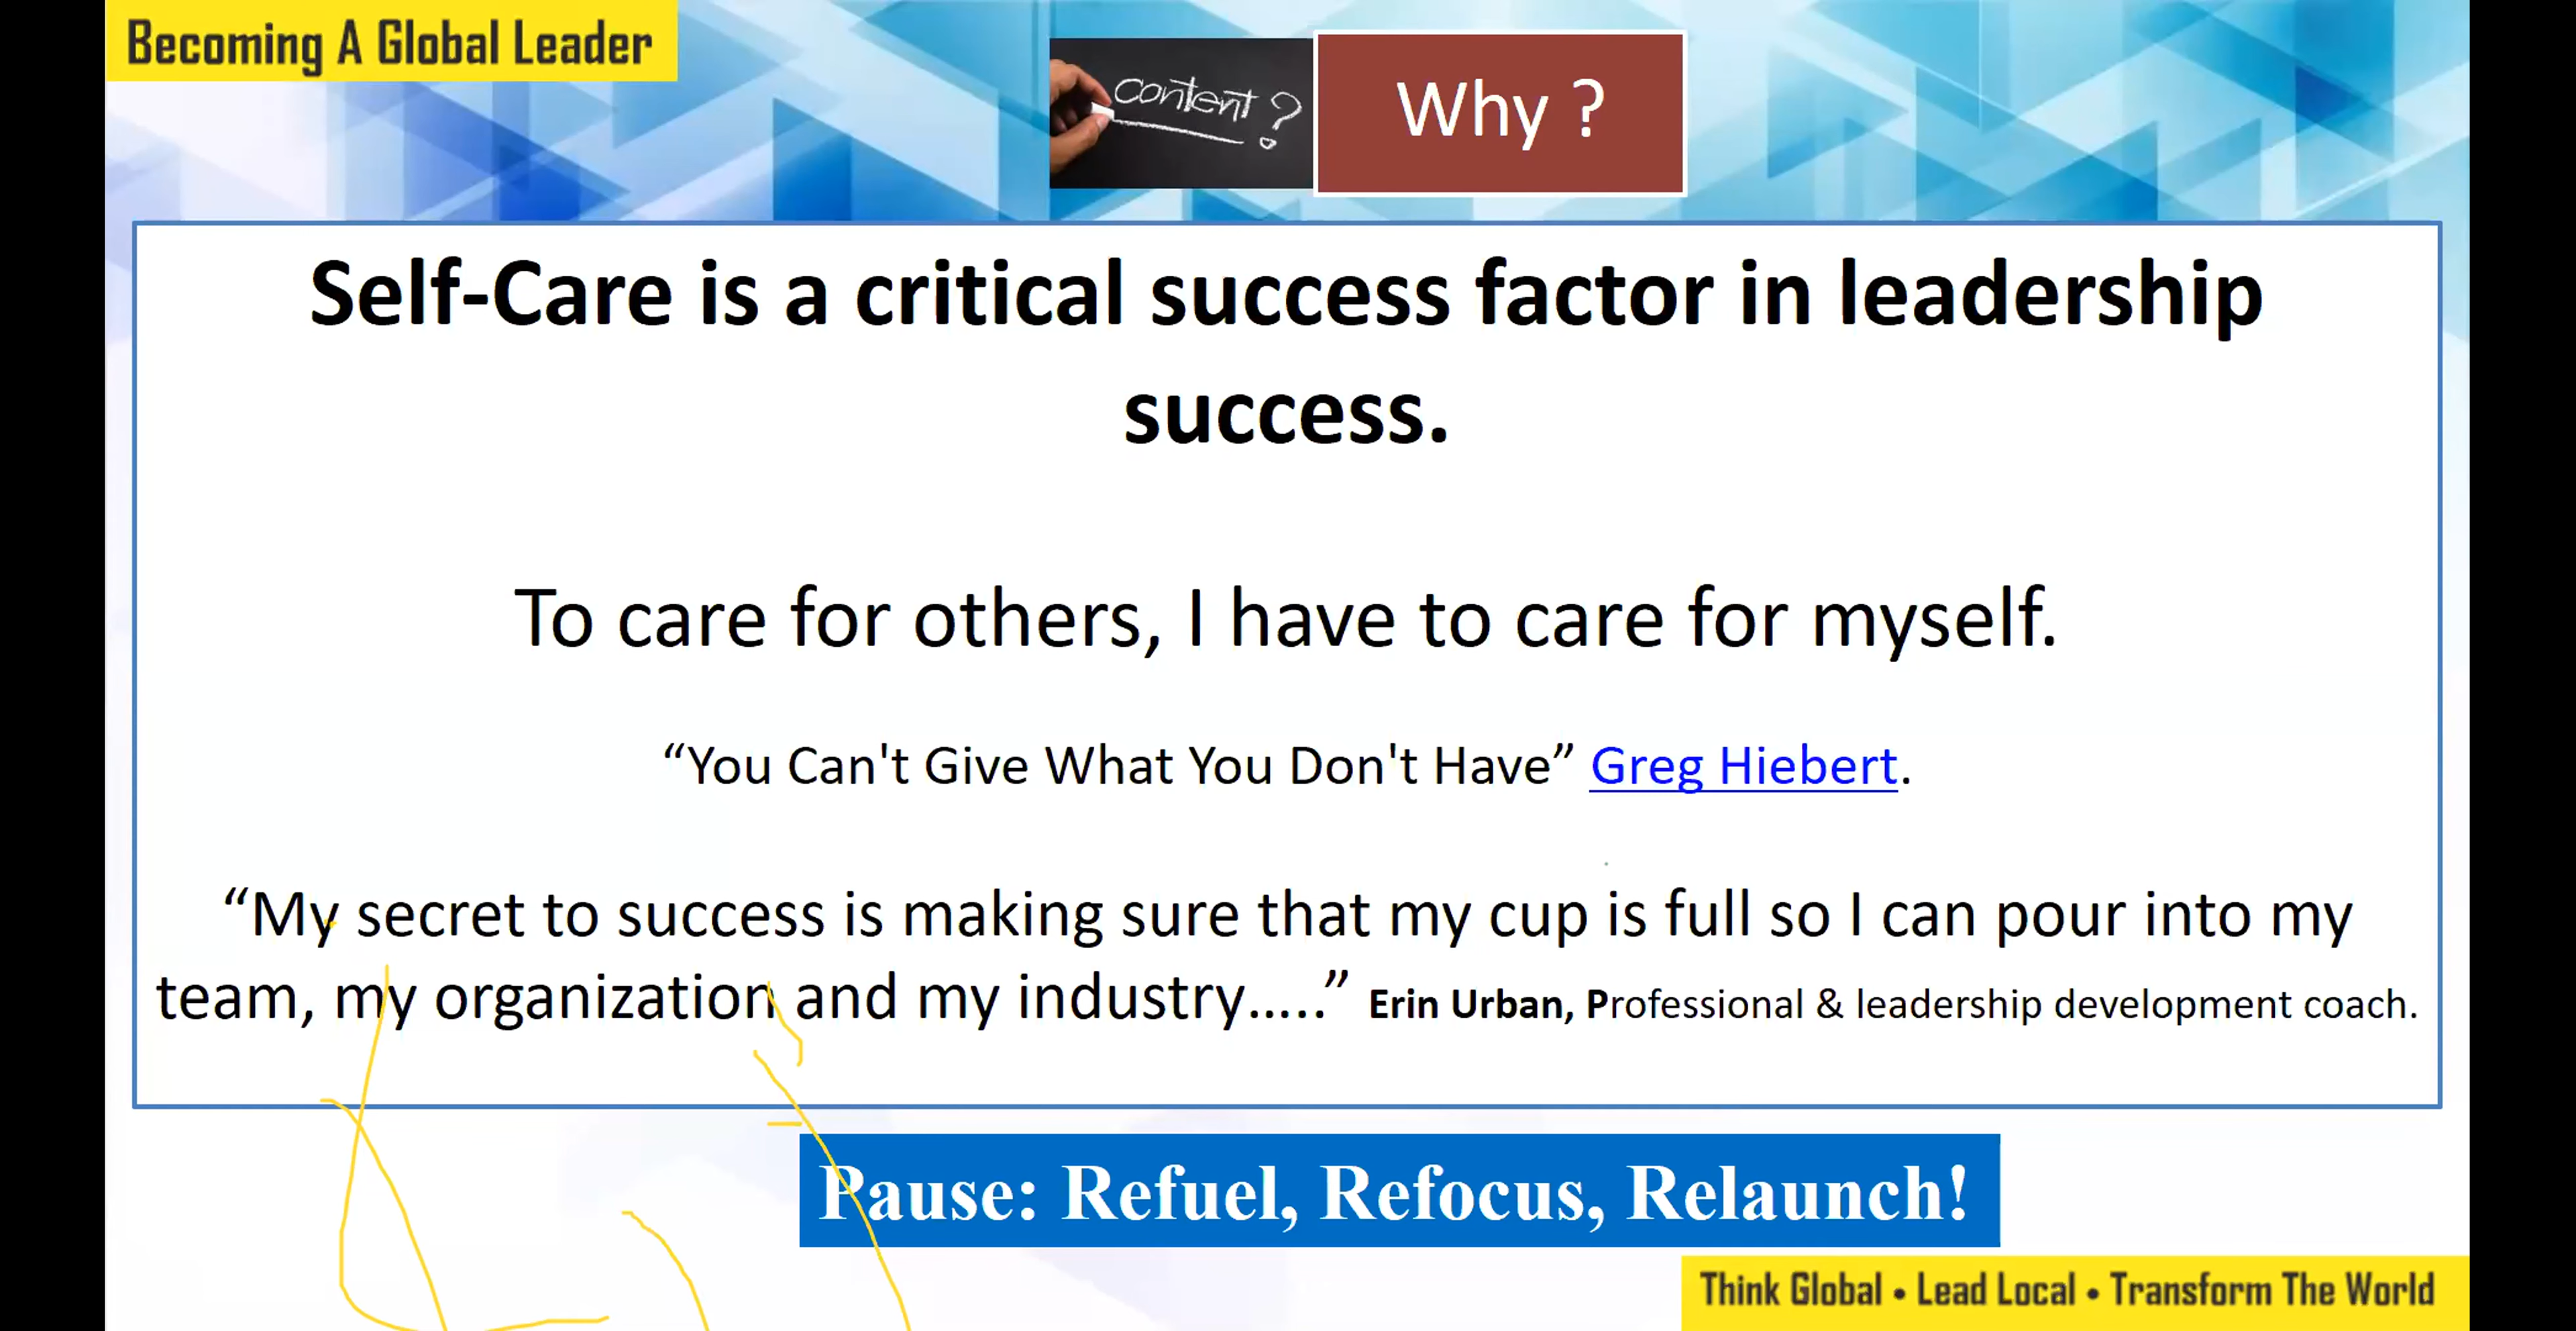 Becoming A Global Leader
content?
Why ?
Self-Care is a critical success factor in leadership
success.
To care for others, I have to care for myself.
“You Can't Give What You Don't Have” Greg Hiebert.
“My secret to success is making sure that my cup is full so I can pour into my
team, my organization and my industry…..” Erin Urban, Professional & leadership development coach.
Pause: Refuel, Refocus, Relaunch!
Think Global • Lead Local • Transform The World